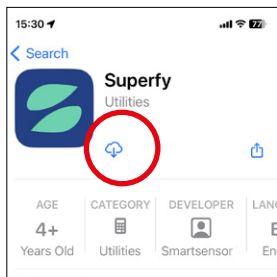 15:30
77
Search
Superfy
Utilities
AGE CATEGORY DEVELOPER
4+
Years Old Utilities Smartsensor